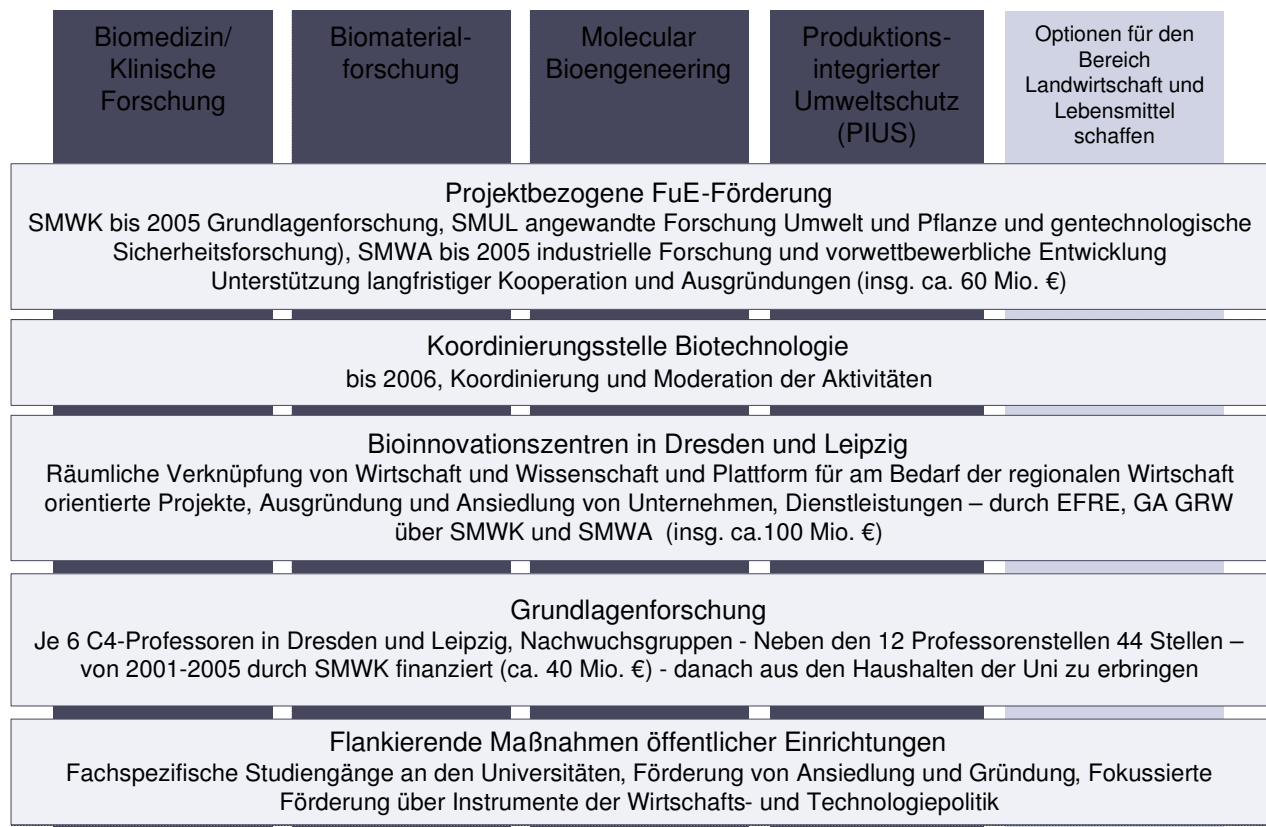 Biomedizin/
Klinische
Forschung
Biomaterial-
forschung
Molecular
Bioengeneering
Produktions-
integrierter
Umweltschutz
(PIUS)
Optionen für den
Bereich
Landwirtschaft und
Lebensmittel
schaffen
Projektbezogene FuE-Förderung
SMWK bis 2005 Grundlagenforschung, SMUL angewandte Forschung Umwelt und Pflanze und gentechnologische
Sicherheitsforschung), SMWA bis 2005 industrielle Forschung und vorwettbewerbliche Entwicklung
Unterstützung langfristiger Kooperation und Ausgründungen (insg. ca. 60 Mio. €)
Koordinierungsstelle Biotechnologie
bis 2006, Koordinierung und Moderation der Aktivitäten
Bioinnovationszentren in Dresden und Leipzig
Räumliche Verknüpfung von Wirtschaft und Wissenschaft und Plattform für am Bedarf der regionalen Wirtschaft
orientierte Projekte, Ausgründung und Ansiedlung von Unternehmen, Dienstleistungen – durch EFRE, GA GRW
über SMWK und SMWA (insg. ca.100 Mio. €)
Grundlagenforschung
Je 6 C4-Professoren in Dresden und Leipzig, Nachwuchsgruppen - Neben den 12 Professorenstellen 44 Stellen –
von 2001-2005 durch SMWK finanziert (ca. 40 Mio. €) - danach aus den Haushalten der Uni zu erbringen
Flankierende Maßnahmen öffentlicher Einrichtungen
Fachspezifische Studiengänge an den Universitäten, Förderung von Ansiedlung und Gründung, Fokussierte
Förderung über Instrumente der Wirtschafts- und Technologiepolitik